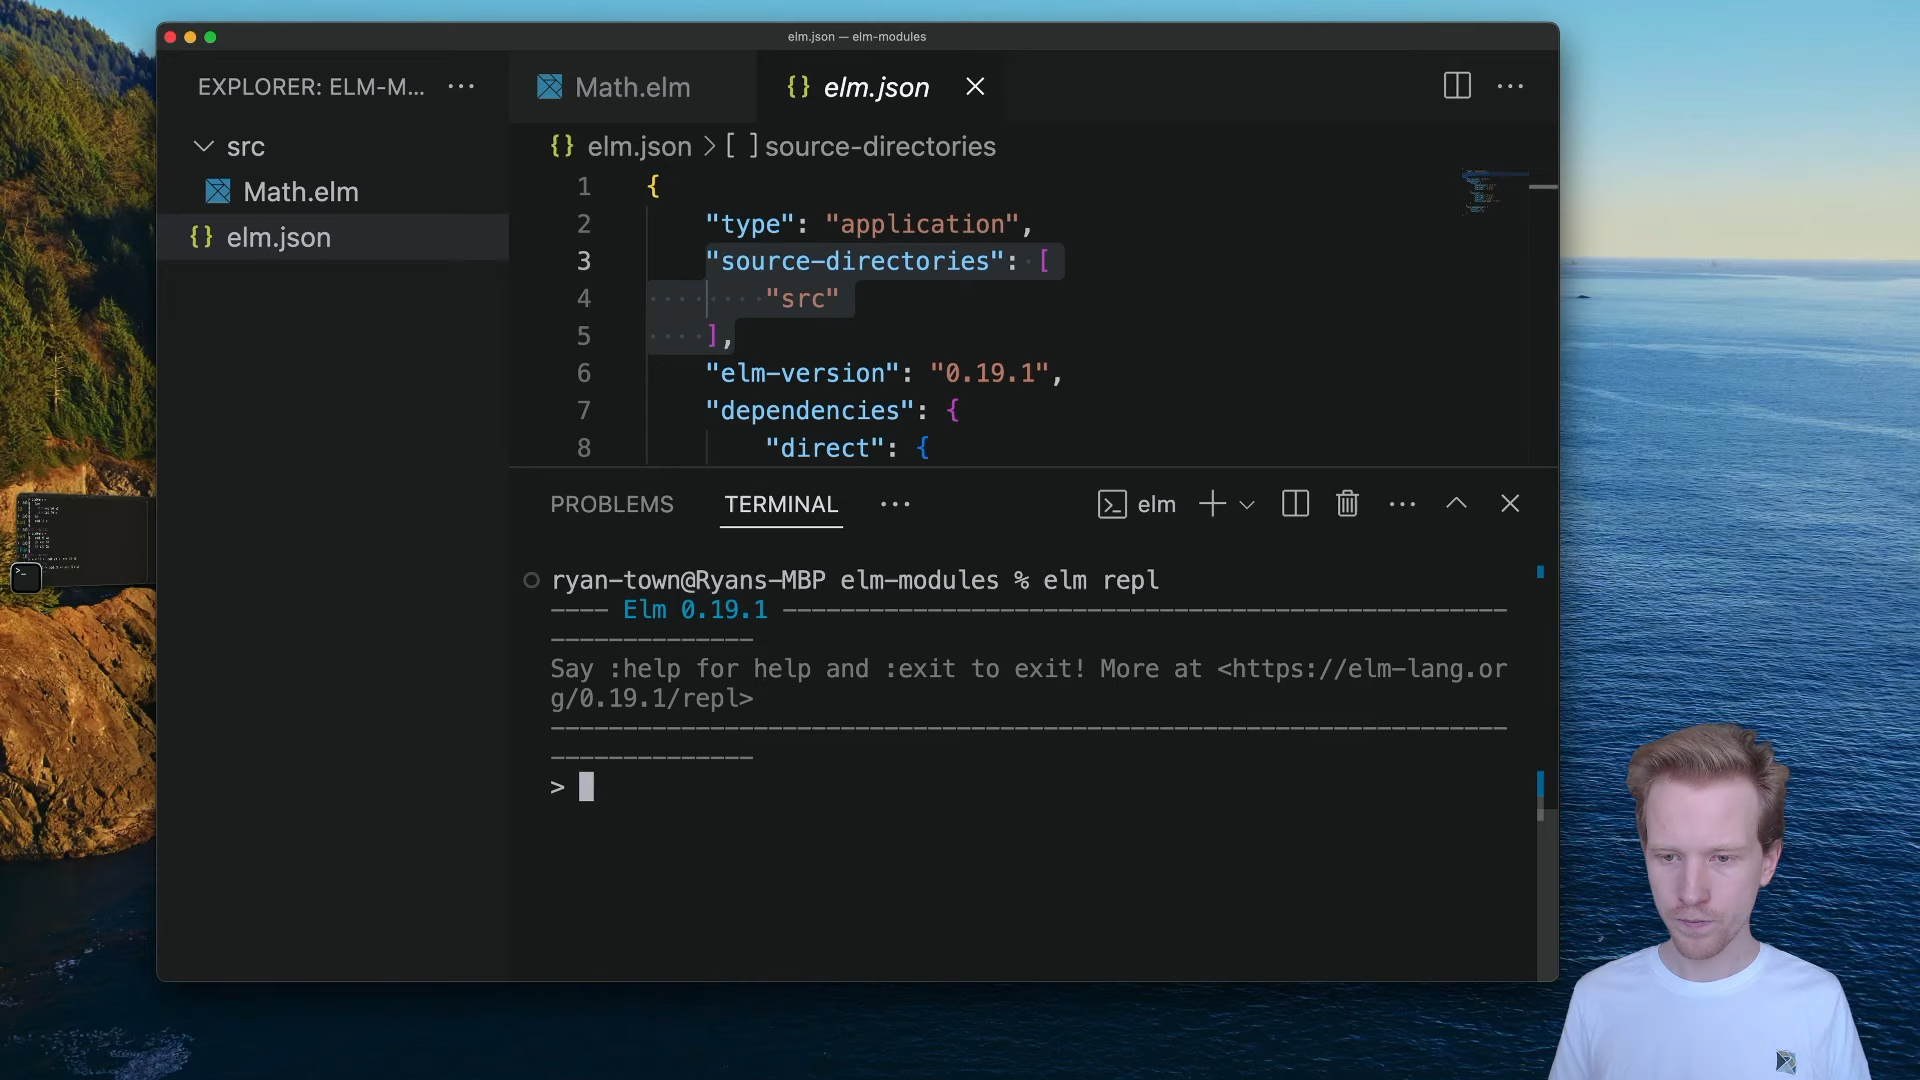 elm.json — elm-modules
EXPLORER: ELM-M...
Math.elm
elm.json
src
Math.elm
elm.json
elm.json > [ ] source-directories
1 {
2 "type": "application",
3 "source-directories": [
4 "src"
5 ],
6 "elm-version": "0.19.1",
7 "dependencies": {
8 "direct": {
PROBLEMS
TERMINAL
elm
ryan-town@Ryans-MBP elm-modules % elm repl
---- Elm 0.19.1 --------------------------------------------------
--------------
Say :help for help and :exit to exit! More at <https://elm-lang.or
g/0.19.1/repl>
------------------------------------------------------------------
--------------
>